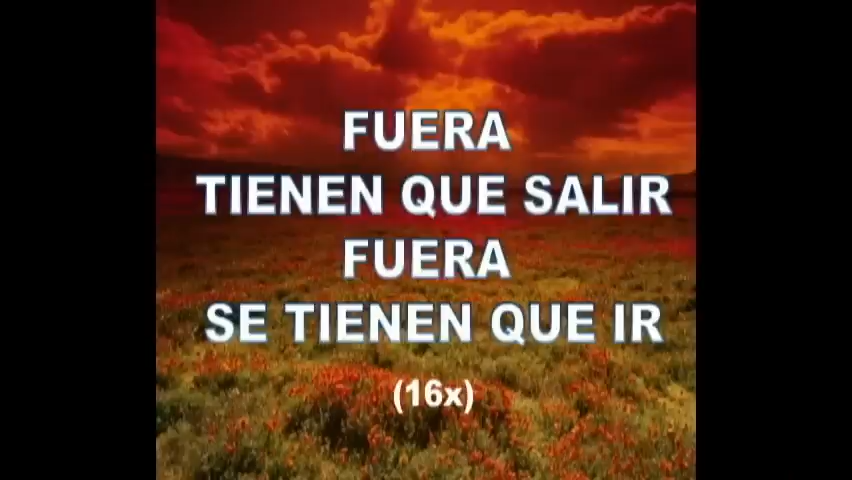 FUERA
TIENEN QUE SALIR
FUERA
SE TIENEN QUE IR
(16x)